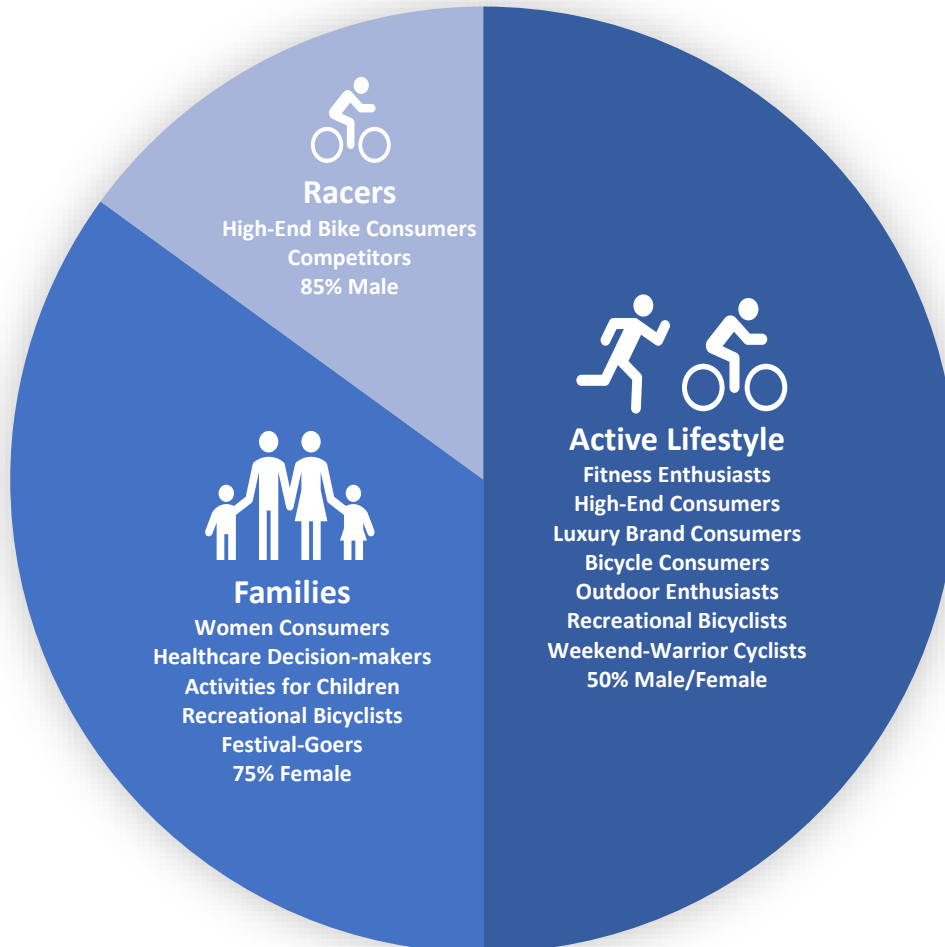 Racers
High-End Bike Consumers
Competitors
85% Male
Active Lifestyle
Fitness Enthusiasts
High-End Consumers
Luxury Brand Consumers
Bicycle Consumers
Outdoor Enthusiasts
Recreational Bicyclists
Weekend-Warrior Cyclists
50% Male/Female
Families
Women Consumers
Healthcare Decision-makers
Activities for Children
Recreational Bicyclists
Festival-Goers
75% Female